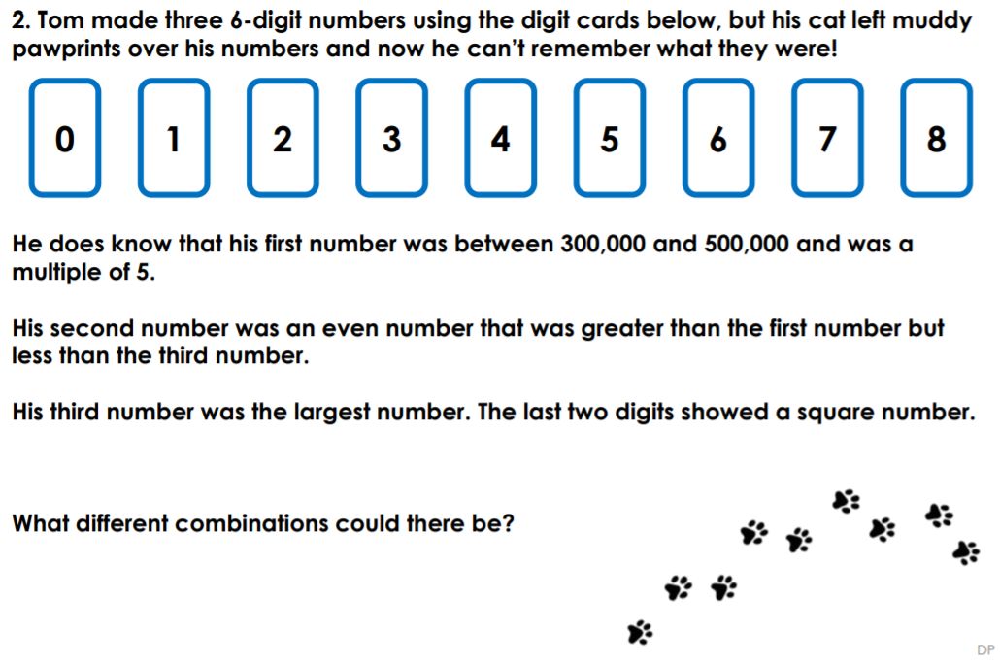 2. Tom made three 6-digit numbers using the digit cards below, but his cat left muddy
pawprints over his numbers and now he can't remember what they were!
0 1 2 3 4 5 6 7 8
He does know that his first number was between 300,000 and 500,000 and was a
multiple of 5.
His second number was an even number that was greater than the first number but
less than the third number.
His third number was the largest number. The last two digits showed a square number.
What different combinations could there be?
DP